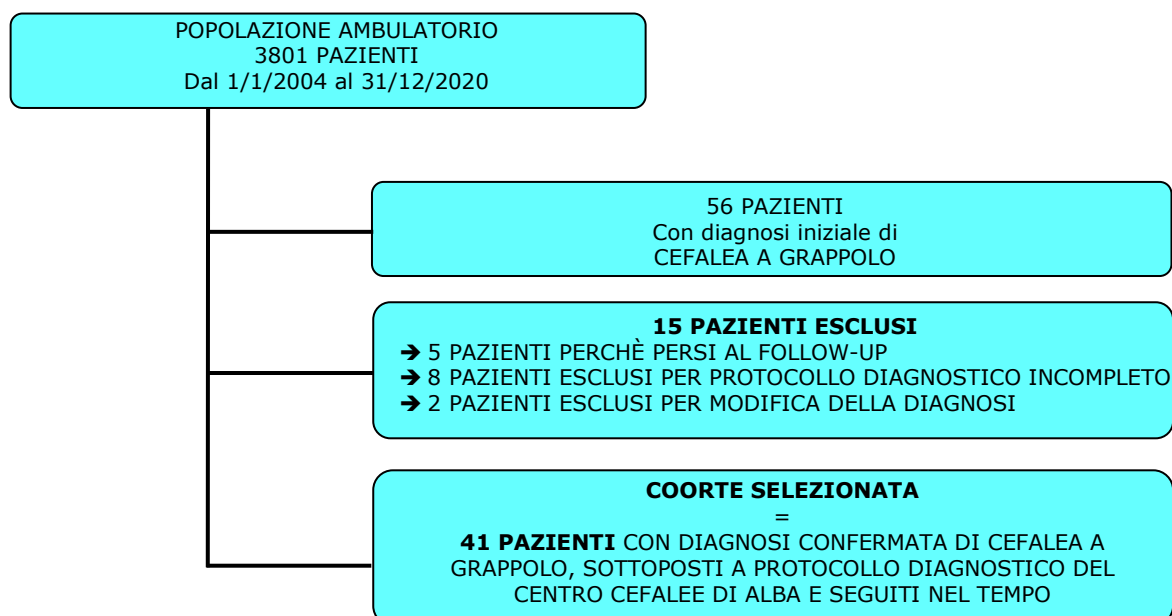 POPOLAZIONE AMBULATORIO
3801 PAZIENTI
Dal 1/1/2004 al 31/12/2020
56 PAZIENTI
Con diagnosi iniziale di
CEFALEA A GRAPPOLO
15 PAZIENTI ESCLUSI
➔ 5 PAZIENTI PERCHÈ PERSI AL FOLLOW-UP
➔ 8 PAZIENTI ESCLUSI PER PROTOCOLLO DIAGNOSTICO INCOMPLETO
➔ 2 PAZIENTI ESCLUSI PER MODIFICA DELLA DIAGNOSI
COORTE SELEZIONATA
=
41 PAZIENTI CON DIAGNOSI CONFERMATA DI CEFALEA A
GRAPPOLO, SOTTOPOSTI A PROTOCOLLO DIAGNOSTICO DEL
CENTRO CEFALEE DI ALBA E SEGUITI NEL TEMPO